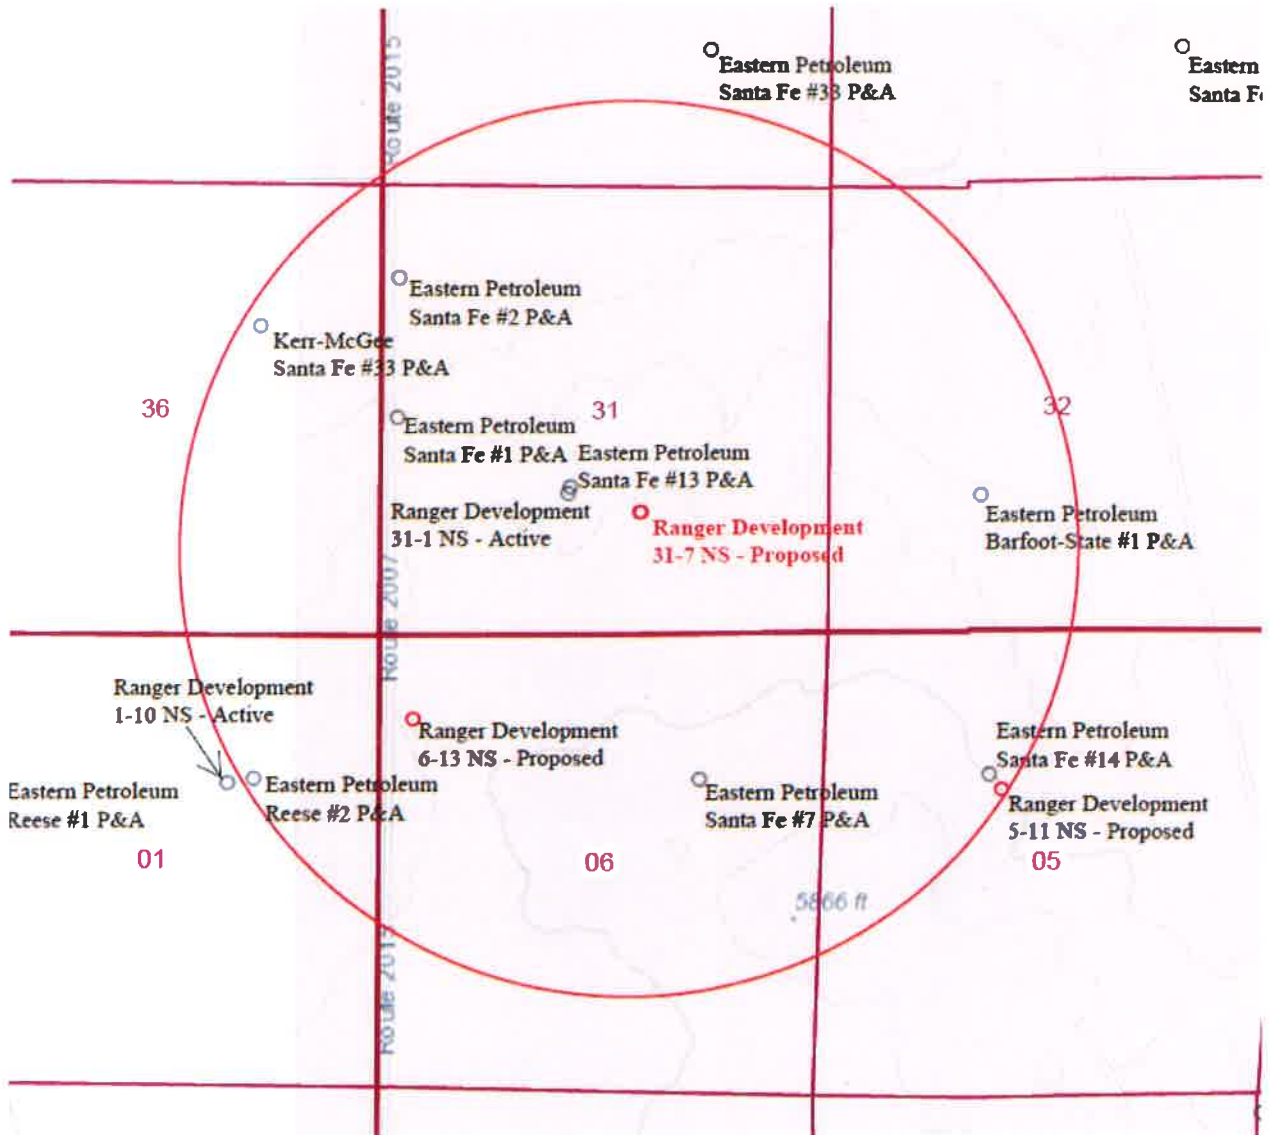 Route 2015
Eastern Petroleum
Santa Fe #33 P&A
Eastern
Santa Fe
Eastern Petroleum
Santa Fe #2 P&A
Kerr-McGee
Santa Fe #33 P&A
36
31
32
Eastern Petroleum
Santa Fe #1 P&A
Eastern Petroleum
Santa Fe #13 P&A
Ranger Development
31-1 NS - Active
Ranger Development
31-7 NS - Proposed
Eastern Petroleum
Barfoot-State #1 P&A
Route 2007
Ranger Development
1-10 NS - Active
Ranger Development
6-13 NS - Proposed
Eastern Petroleum
Santa Fe #14 P&A
Eastern Petroleum
Reese #1 P&A
Eastern Petroleum
Reese #2 P&A
Eastern Petroleum
Santa Fe #7 P&A
Ranger Development
5-11 NS - Proposed
01
06
05
5866 ft
Route 2015